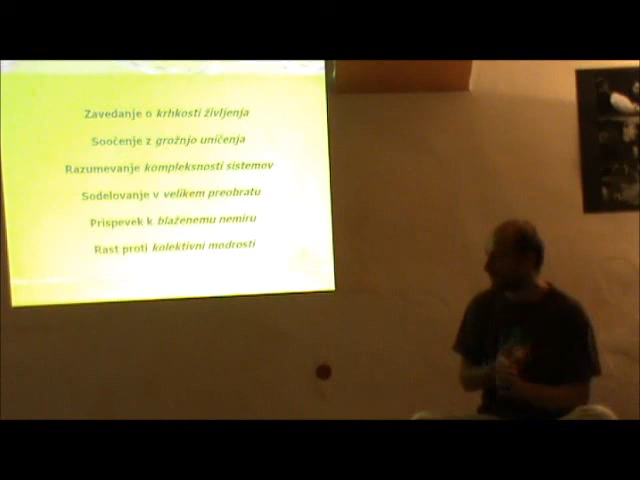 Zavedanje o krhkosti življenja
Soočenje z grožnjo uničenja
Razumevanje kompleksnosti sistemov
Sodelovanje v velikem preobratu
Prispevek k blaženemu nemiru
Rast proti kolektivni modrosti